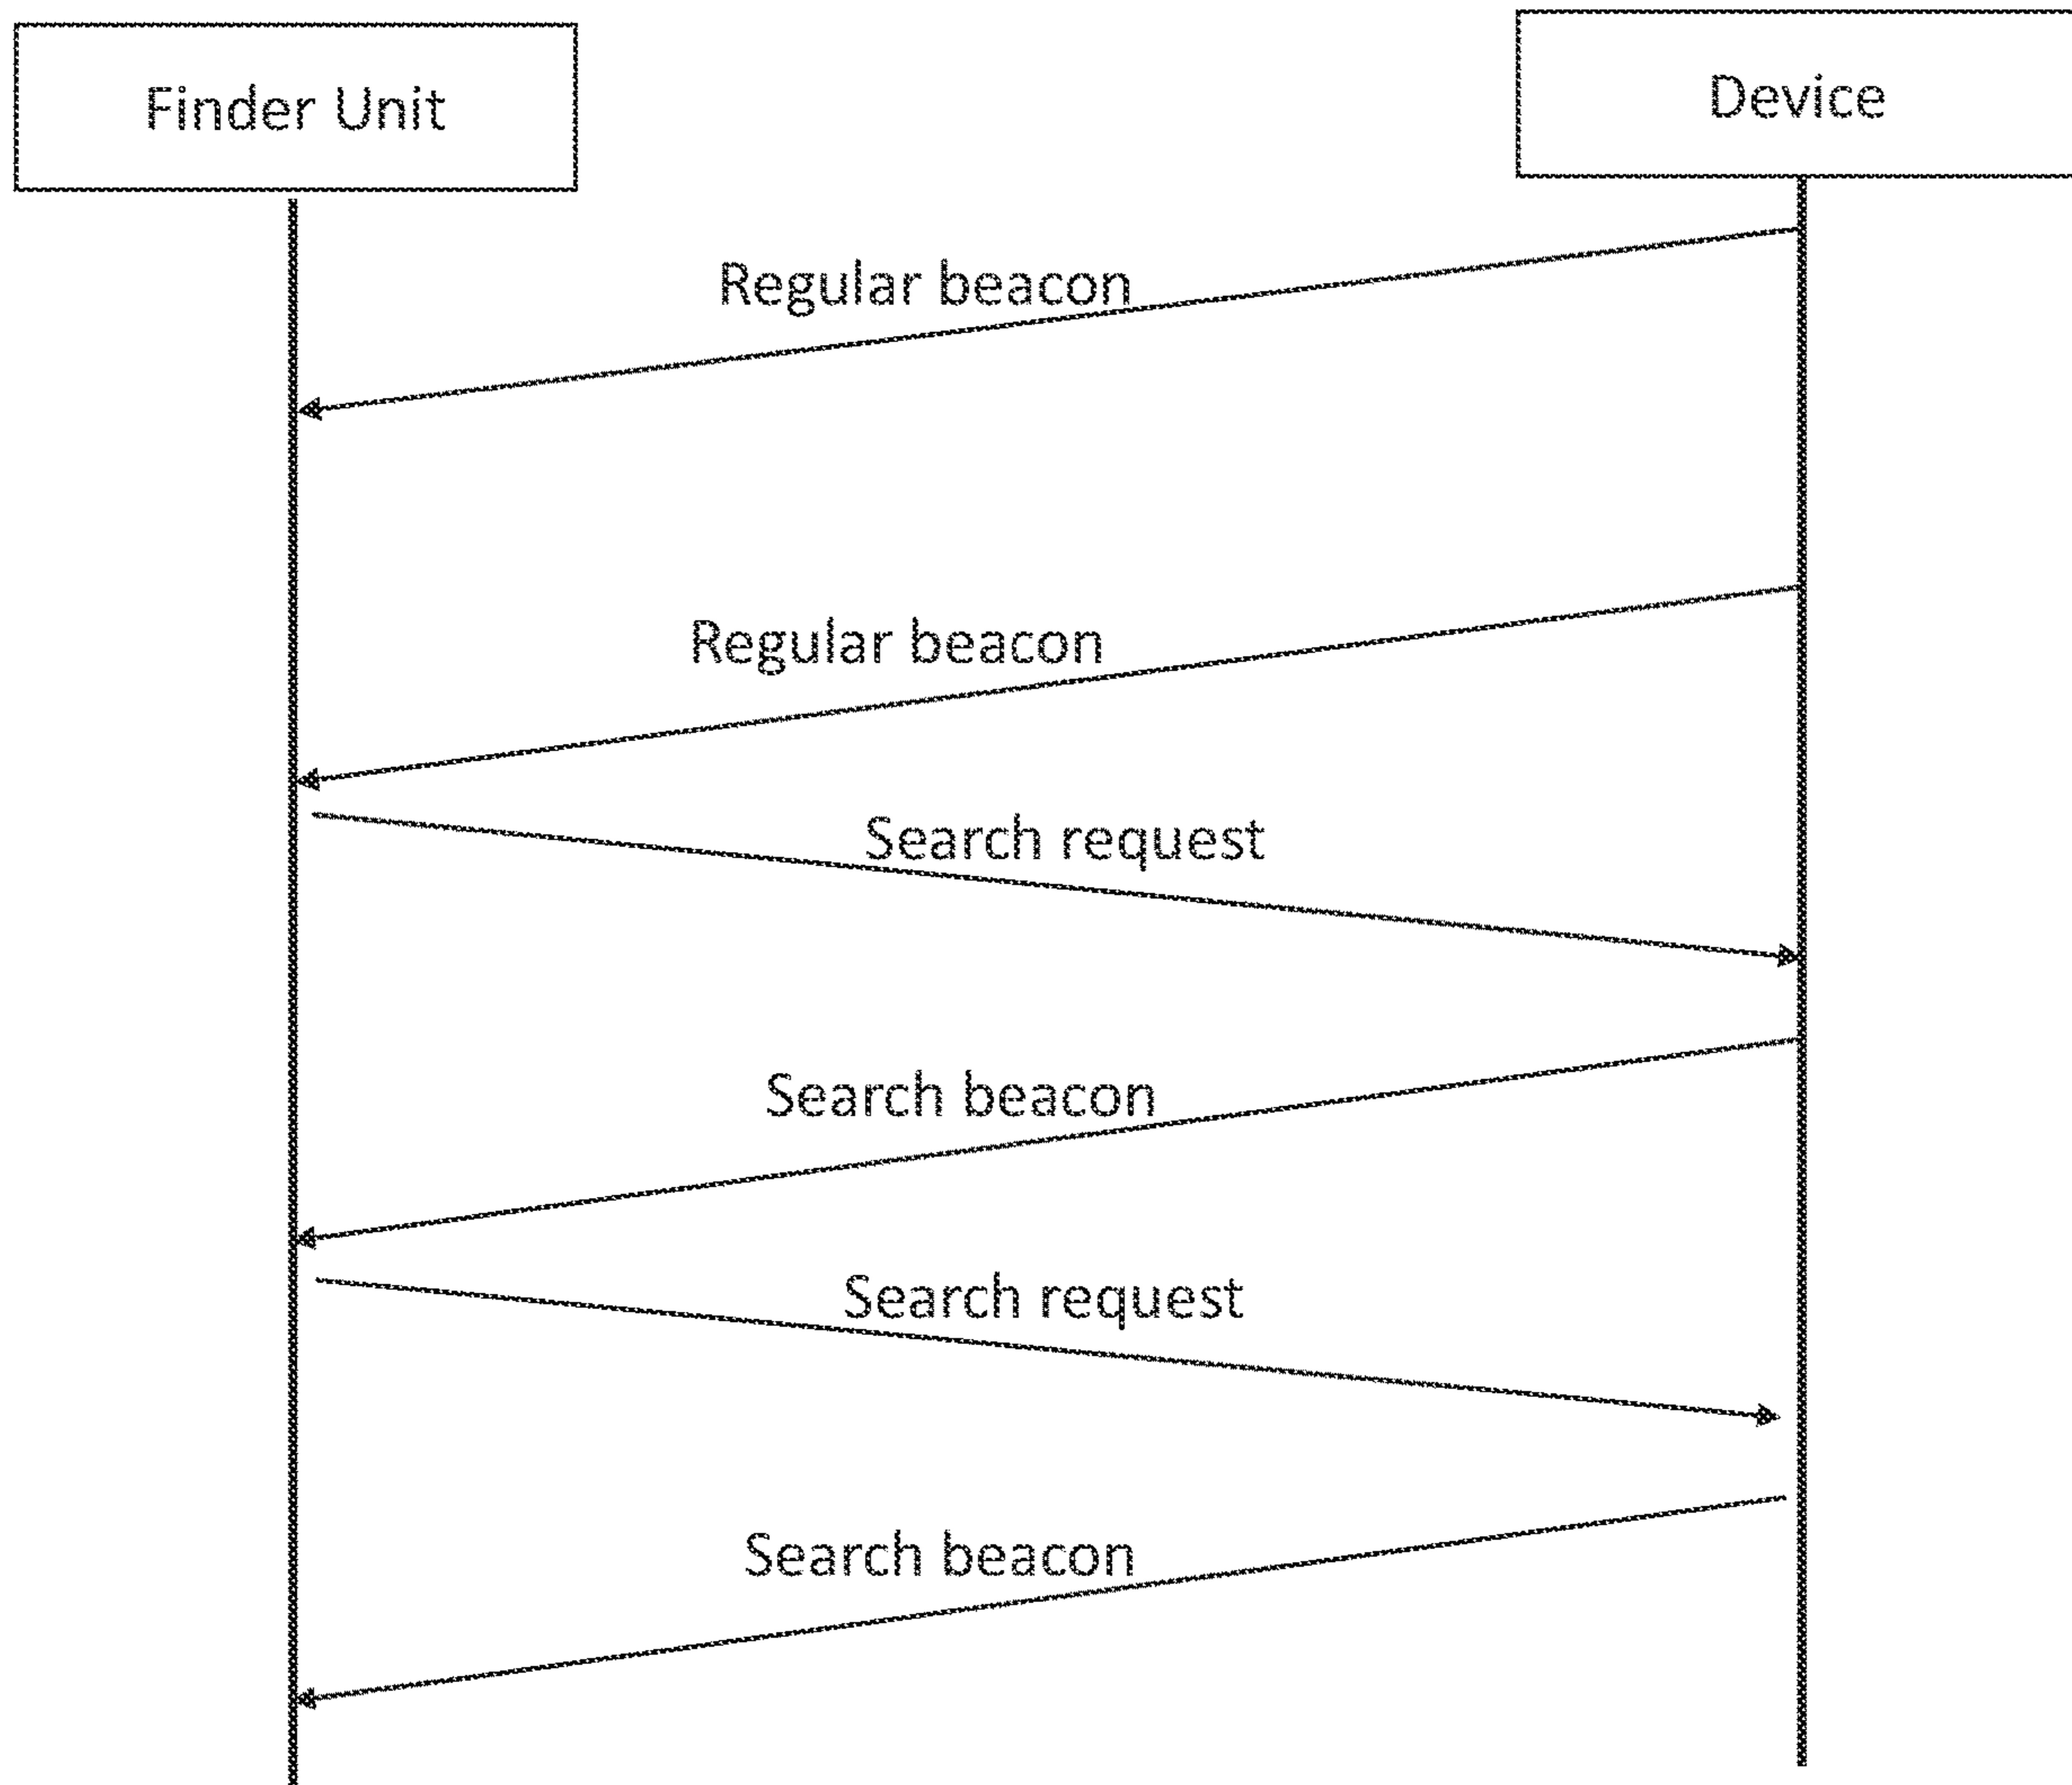 Finder Unit
Device
Regular beacon
Regular beacon
Search request
Search beacon
Search request
Search beacon